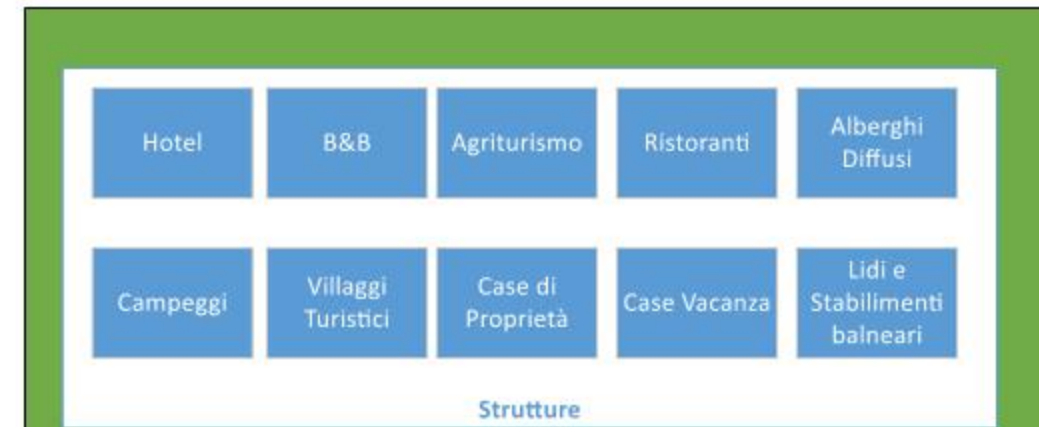 Hotel
B&B
Agriturismo
Ristoranti
Alberghi
Diffusi
Campeggi
Villaggi
Turistici
Case di
Proprietà
Case Vacanza
Lidi e
Stabilimenti
balneari
Strutture